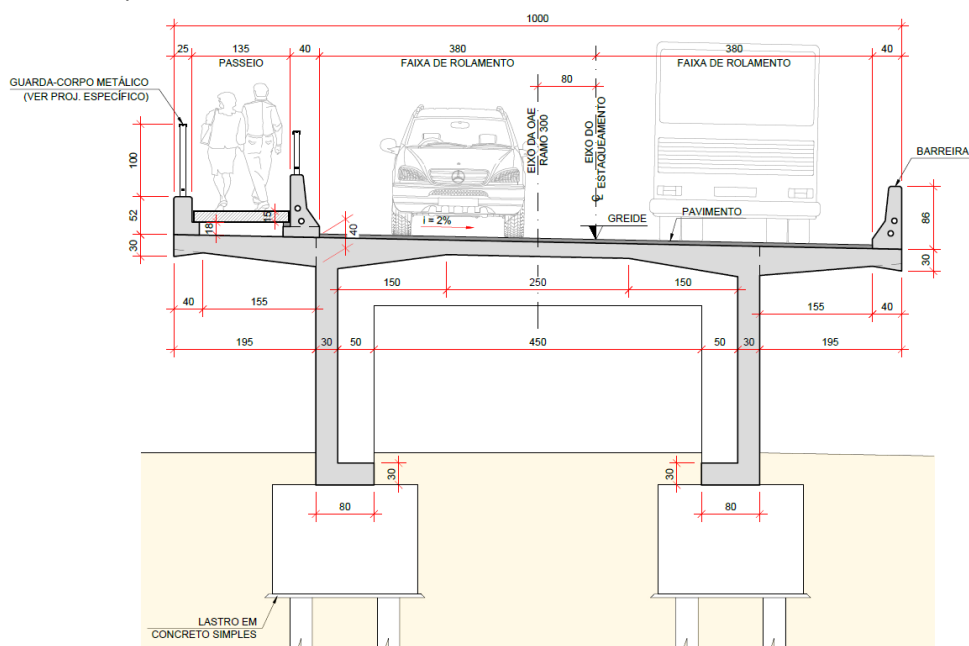 1000
25
135
40
380
380
40
PASSEIO
FAIXA DE ROLAMENTO
FAIXA DE ROLAMENTO
GUARDA-CORPO METÁLICO
(VER PROJ. ESPECÍFICO)
80
EIXO DA OAE
RAMO 300
EIXO DO
ESTAQUEAMENTO
BARREIRA
100
52
30
15
18
40
i = 2%
GREIDE
PAVIMENTO
86
30
150
250
150
40
155
155
40
195
30
50
450
50
30
195
30
30
80
80
LASTRO EM
CONCRETO SIMPLES